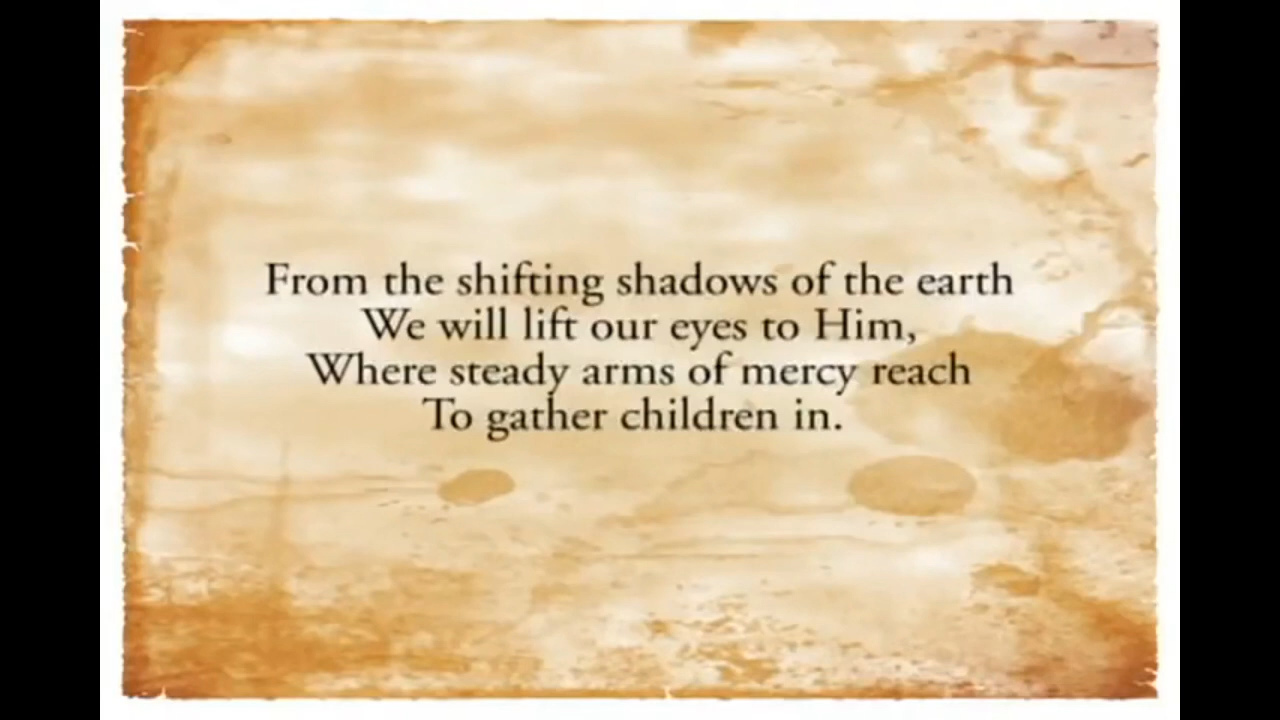 From the shifting shadows of the earth
We will lift our eyes to Him,
Where steady arms of mercy reach
To gather children in.